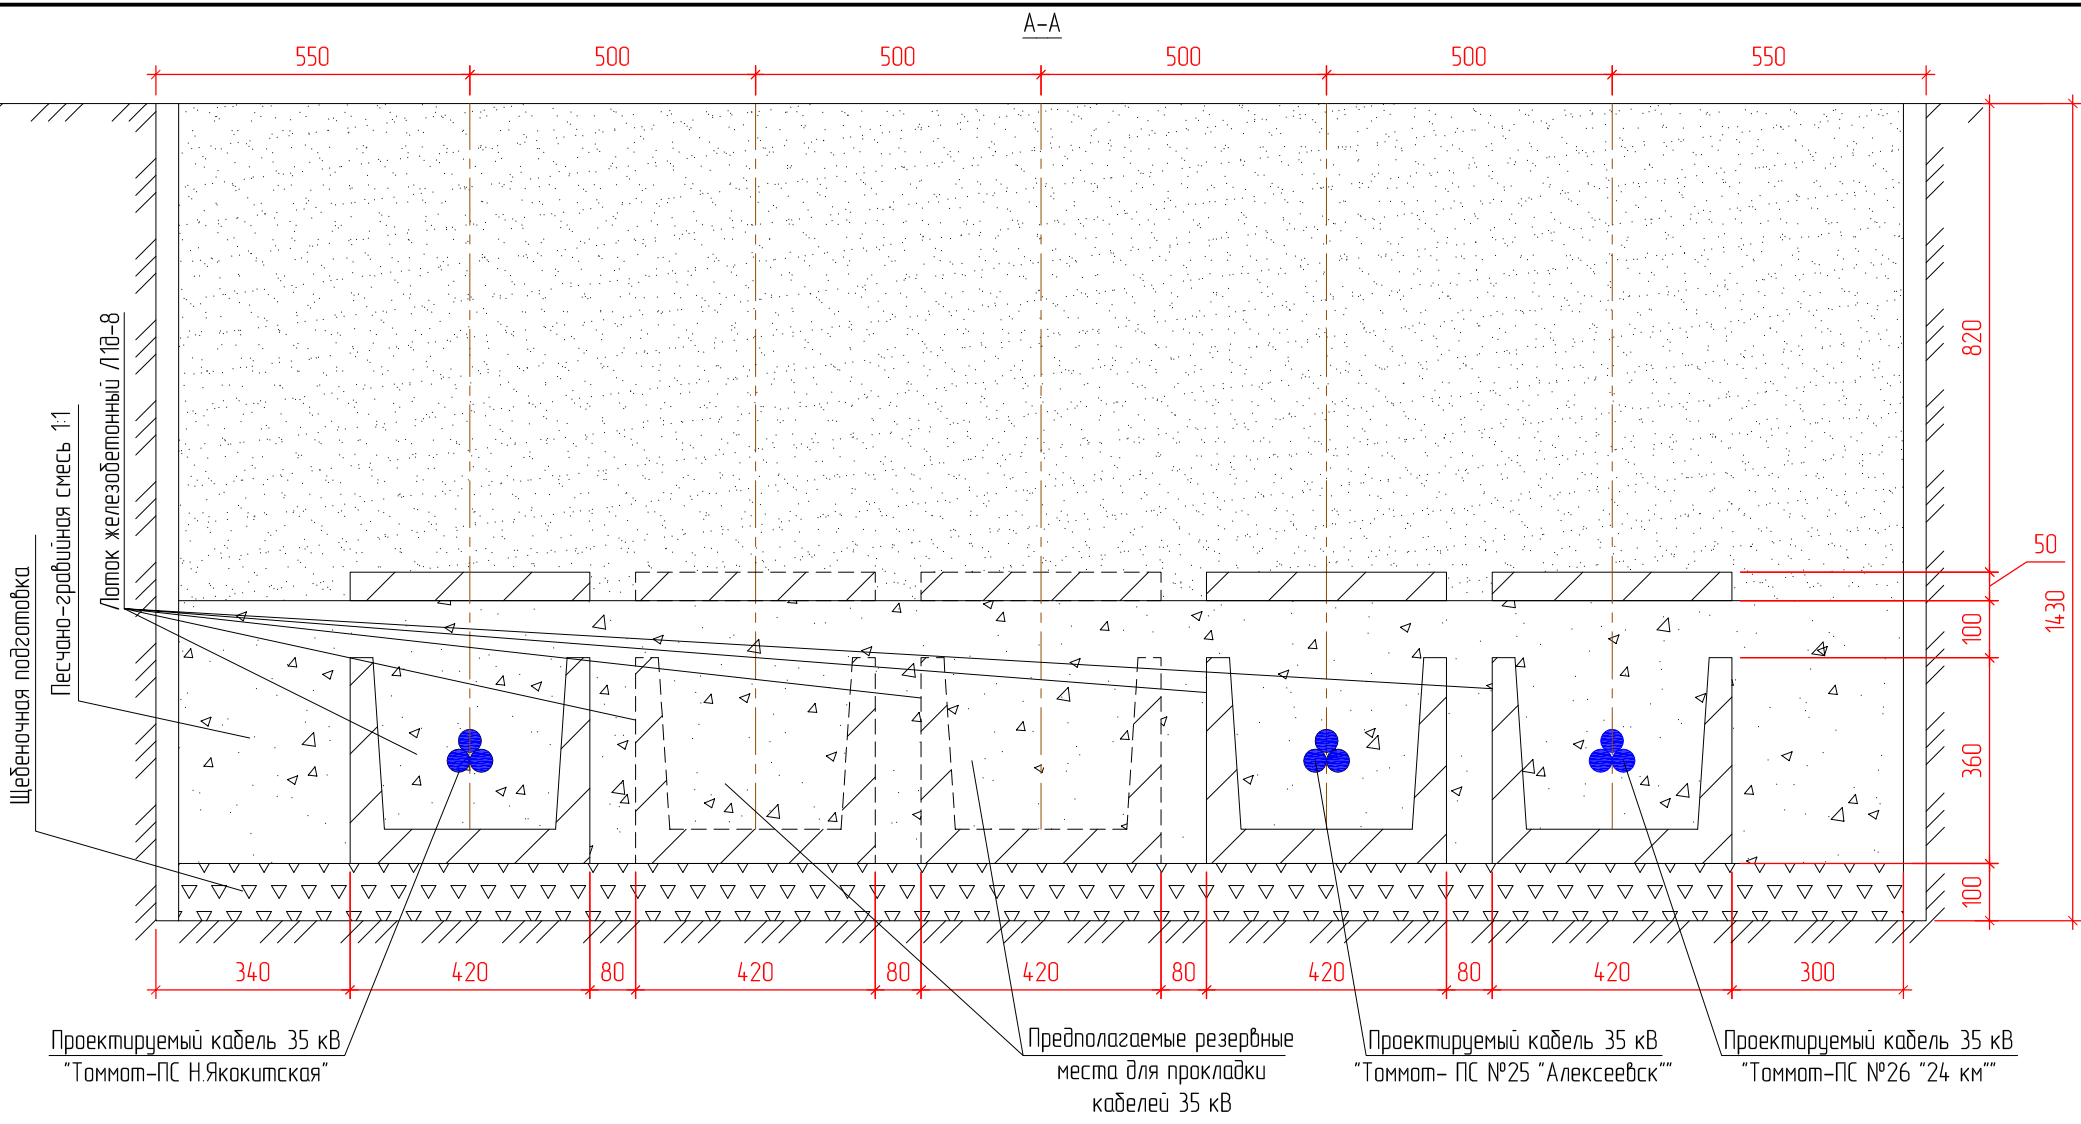 А-А
550
500
500
500
500
550
820
50
100
1430
360
100
Щебеночная подготовка
Песчано-гравийная смесь 1:1
Лоток железобетонный Л1д-8
340
420
80
420
80
420
80
420
80
420
300
Проектируемый кабель 35 кВ
"Томмот-ПС Н.Якокитская"
Предполагаемые резервные
места для прокладки
кабелей 35 кВ
Проектируемый кабель 35 кВ
"Томмот- ПС №25 "Алексеевск""
Проектируемый кабель 35 кВ
"Томмот-ПС №26 "24 км""